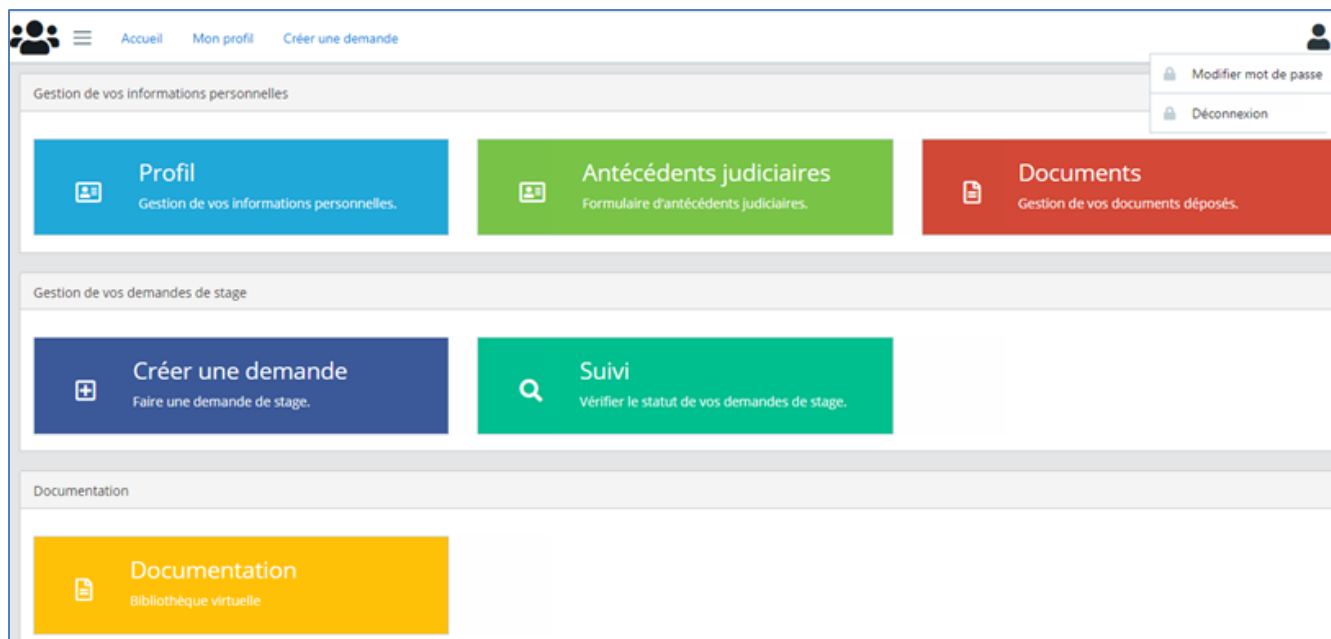 Accueil Mon profil Créer une demande
Modifier mot de passe
Déconnexion
Gestion de vos informations personnelles
Profil
Gestion de vos informations personnelles.
Antécédents judiciaires
Formulaire d'antécédents judiciaires.
Documents
Gestion de vos documents déposés.
Gestion de vos demandes de stage
Créer une demande
Faire une demande de stage.
Suivi
Vérifier le statut de vos demandes de stage.
Documentation
Documentation
Bibliothèque virtuelle